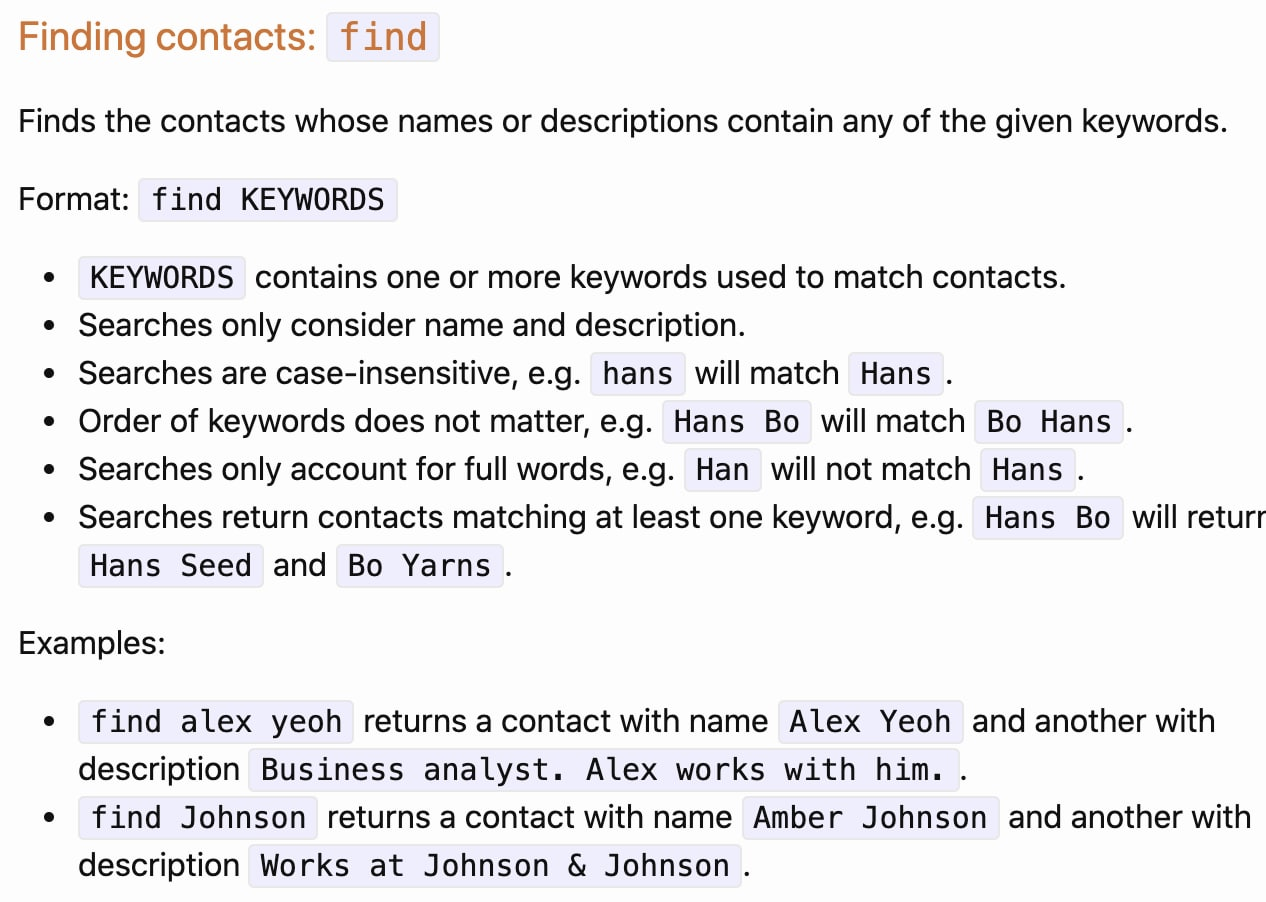 Finding contacts: find
Finds the contacts whose names or descriptions contain any of the given keywords.
Format: find KEYWORDS
• KEYWORDS contains one or more keywords used to match contacts.
• Searches only consider name and description.
• Searches are case-insensitive, e.g. hans will match Hans.
• Order of keywords does not matter, e.g. Hans Bo will match Bo Hans.
• Searches only account for full words, e.g. Han will not match Hans.
• Searches return contacts matching at least one keyword, e.g. Hans Bo will return
Hans Seed and Bo Yarns.
Examples:
• find alex yeoh returns a contact with name Alex Yeoh and another with
description Business analyst. Alex works with him. .
• find Johnson returns a contact with name Amber Johnson and another with
description Works at Johnson & Johnson.